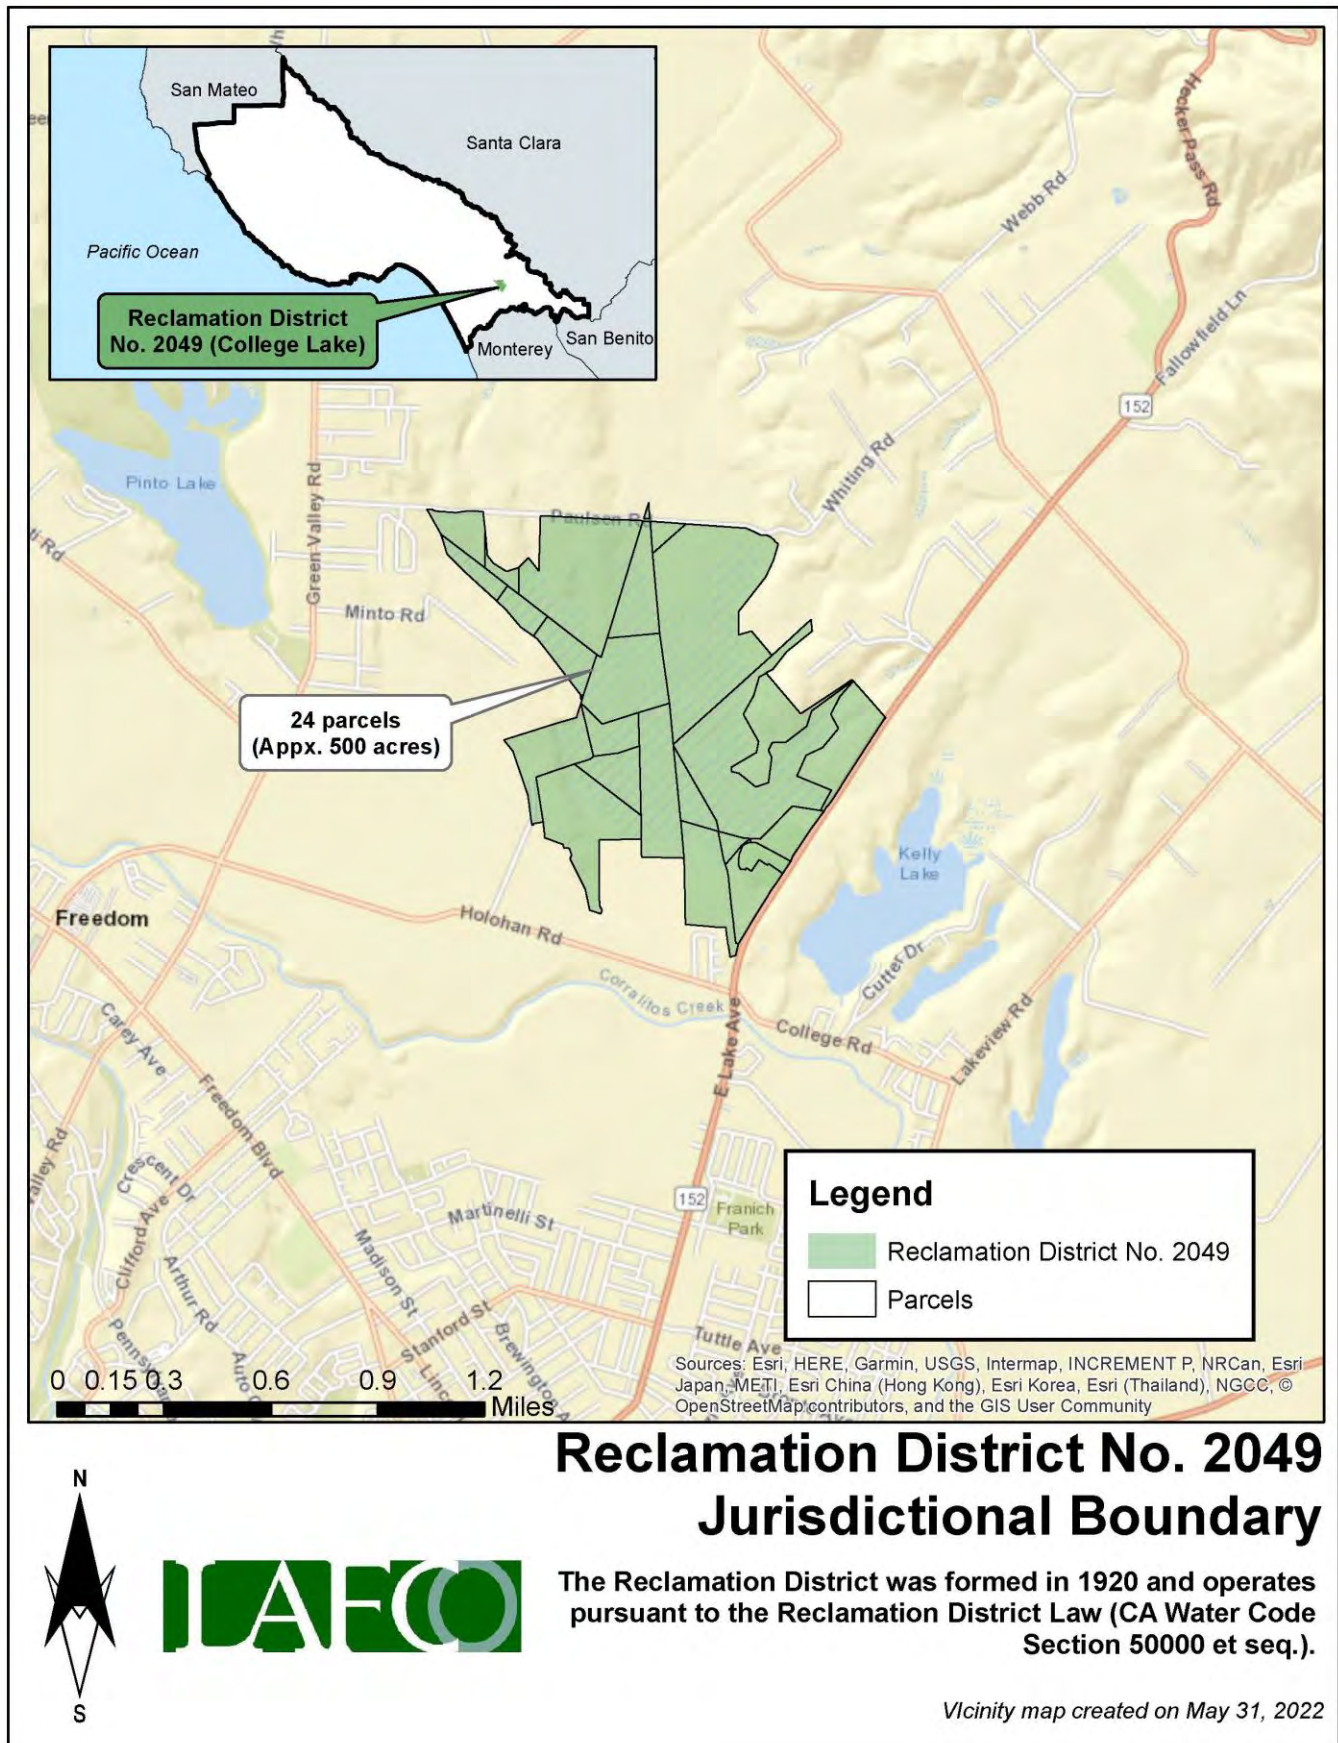 San Mateo
Santa Clara
Pacific Ocean
Reclamation District
No. 2049 (College Lake)
Monterey
San Benito
Hecker Pass Rd
Webb Rd
Fallowfield Ln
152
Whiting Rd
Pinto Lake
Green Valley Rd
Paulsen Rd
Minto Rd
24 parcels
(Appx. 500 acres)
Kelly
Lake
Freedom
Holohan Rd
Cutter Dr
Corralitos Creek
College Rd
Lakeview Rd
E Lake Ave
Carey Ave
Freedom Blvd
Crescent Dr
Clifford Ave
Arthur Rd
Madison St
Martinelli St
152
Franich
Park
Stanford St
Tuttle Ave
Legend
Reclamation District No. 2049
Parcels
0 0.15 0.3 0.6 0.9 1.2
Miles
Sources: Esri, HERE, Garmin, USGS, Intermap, INCREMENT P, NRCan, Esri
Japan, METI, Esri China (Hong Kong), Esri Korea, Esri (Thailand), NGCC, ©
OpenStreetMap contributors, and the GIS User Community
Reclamation District No. 2049
Jurisdictional Boundary
N
S
LAFCO
The Reclamation District was formed in 1920 and operates
pursuant to the Reclamation District Law (CA Water Code
Section 50000 et seq.).
VIcinity map created on May 31, 2022